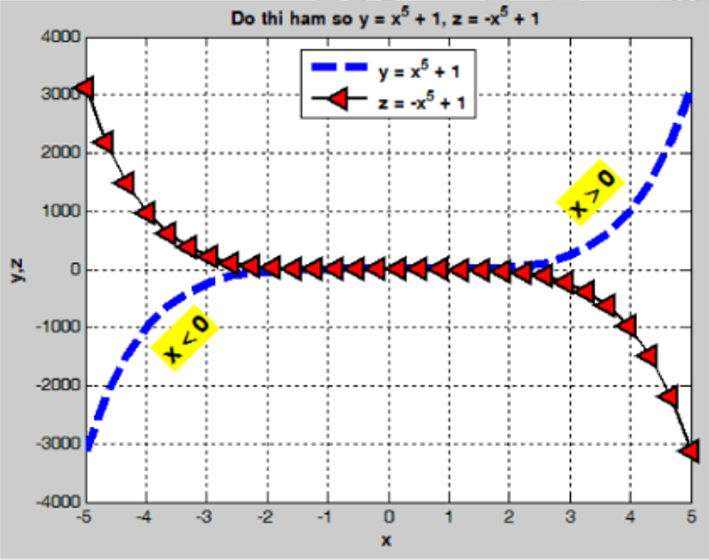 Do thi ham so y = x⁵ + 1, z = -x⁵ + 1
4000
3000
2000
1000
0
-1000
-2000
-3000
-4000
y,z
y = x⁵ + 1
z = -x⁵ + 1
x > 0
x < 0
-5 -4 -3 -2 -1 0 1 2 3 4 5
x